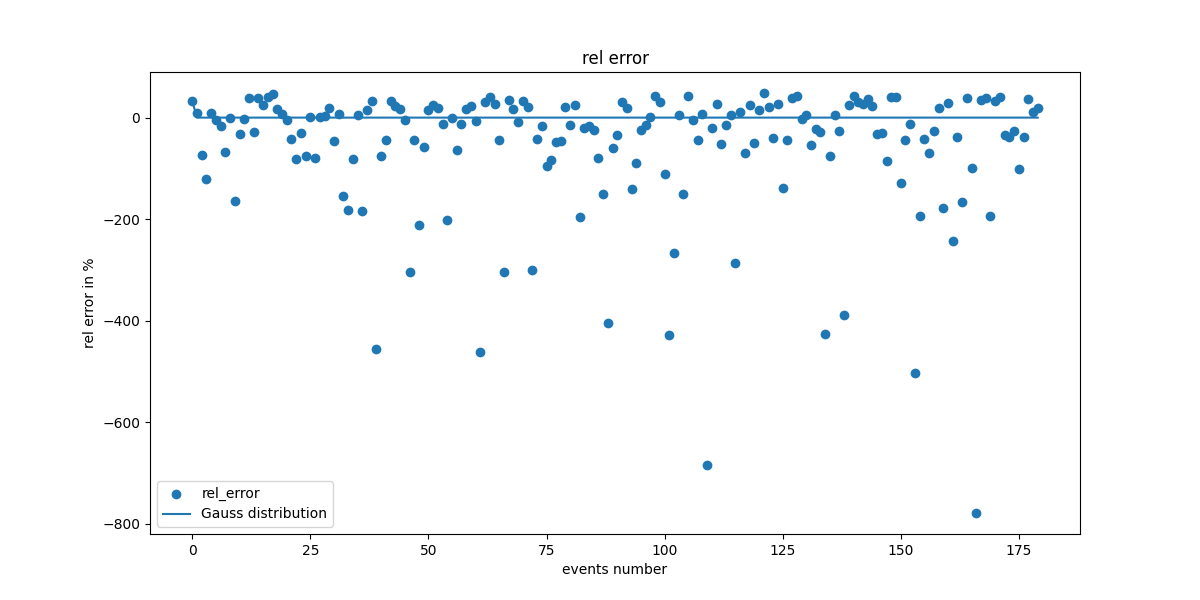 rel error
rel error in %
0
−200
−400
−600
−800
rel_error
Gauss distribution
0 25 50 75 100 125 150 175
events number